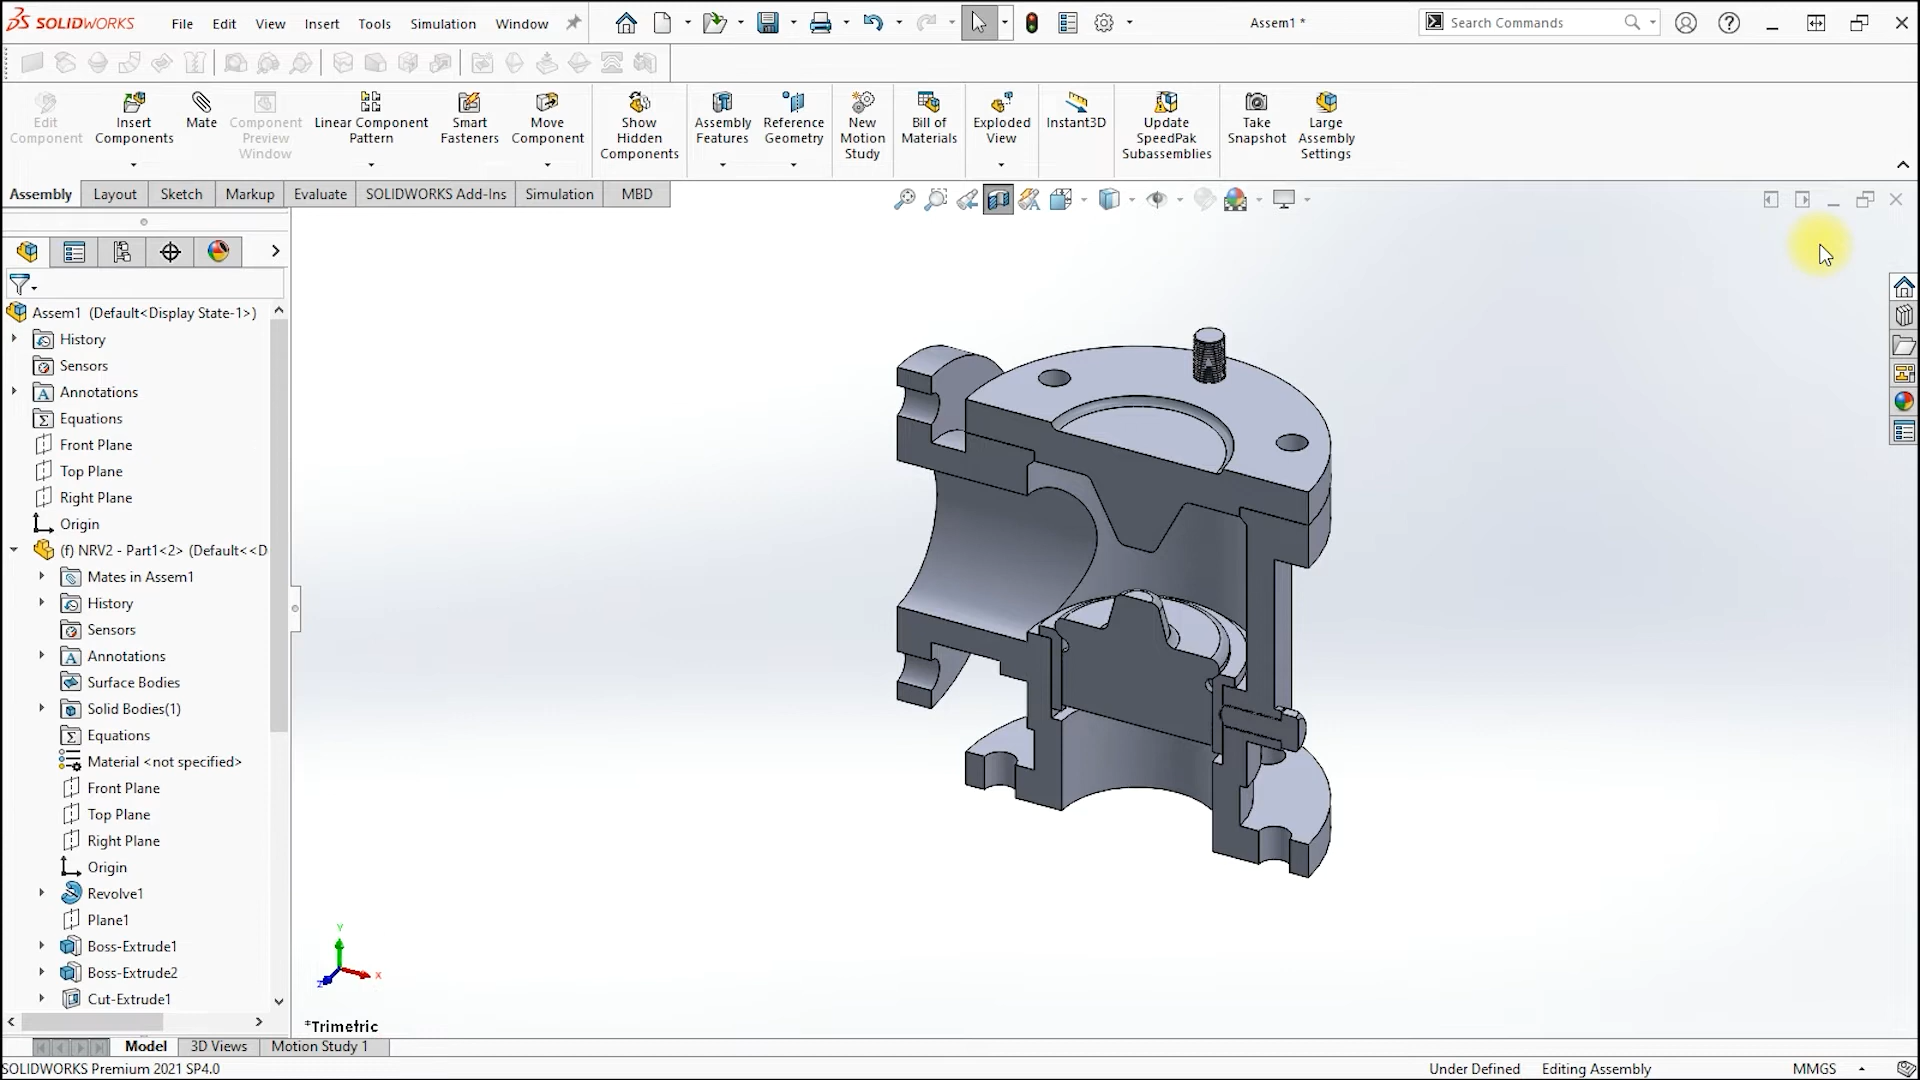 SOLIDWORKS File Edit View Insert Tools Simulation Window Assem1 * Search Commands
Edit Component
Insert Components
Mate
Component Preview Window
Linear Component Pattern
Smart Fasteners
Move Component
Show Hidden Components
Assembly Features
Reference Geometry
New Motion Study
Bill of Materials
Exploded View
Instant3D
Update SpeedPak Subassemblies
Take Snapshot
Large Assembly Settings
Assembly Layout Sketch Markup Evaluate SOLIDWORKS Add-Ins Simulation MBD
Assem1 (Default<Display State-1>)
History
Sensors
Annotations
Equations
Front Plane
Top Plane
Right Plane
Origin
(f) NRV2 - Part1<2> (Default<<D
Mates in Assem1
History
Sensors
Annotations
Surface Bodies
Solid Bodies(1)
Equations
Material <not specified>
Front Plane
Top Plane
Right Plane
Origin
Revolve1
Plane1
Boss-Extrude1
Boss-Extrude2
Cut-Extrude1
Y
X
Z
*Trimetric
Model 3D Views Motion Study 1
SOLIDWORKS Premium 2021 SP4.0 Under Defined Editing Assembly MMGS